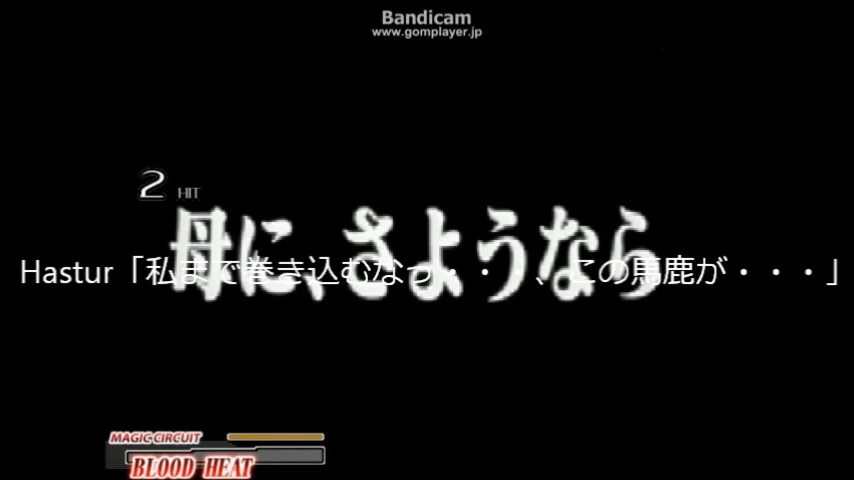 Bandicam
www.gomplayer.jp
2 HIT
母に、さようなら
Hastur「私まで巻き込むなっ・・・、この馬鹿が・・・」
MAGIC CIRCUIT
BLOOD HEAT